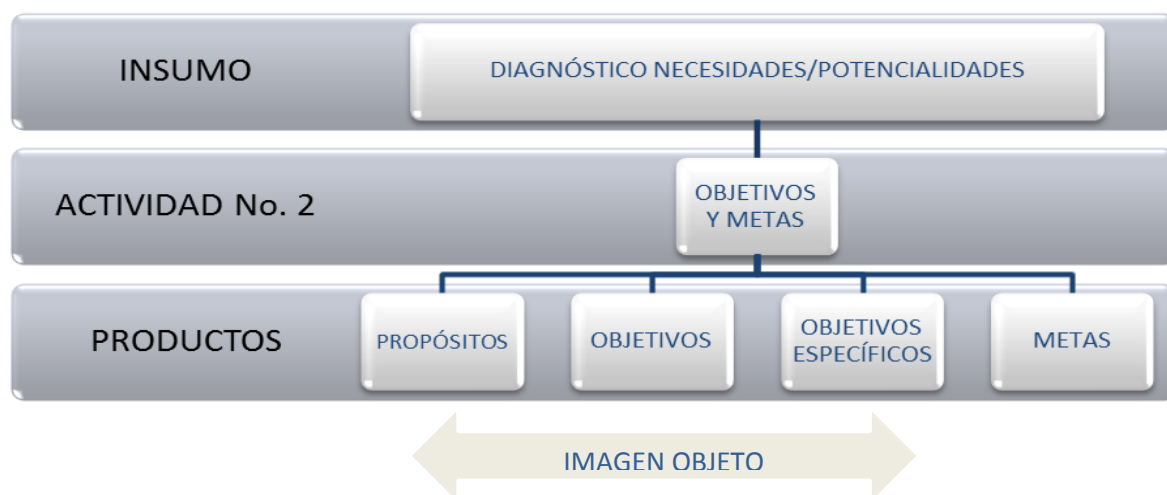 INSUMO
DIAGNÓSTICO NECESIDADES/POTENCIALIDADES
ACTIVIDAD No. 2
OBJETIVOS
Y METAS
PRODUCTOS
PROPÓSITOS
OBJETIVOS
OBJETIVOS
ESPECÍFICOS
METAS
IMAGEN OBJETO